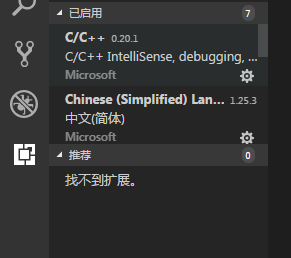 已启用 7
C/C++ 0.20.1
C/C++ IntelliSense, debugging, ...
Microsoft
Chinese (Simplified) Lan... 1.25.3
中文(简体)
Microsoft
推荐 0
找不到扩展。